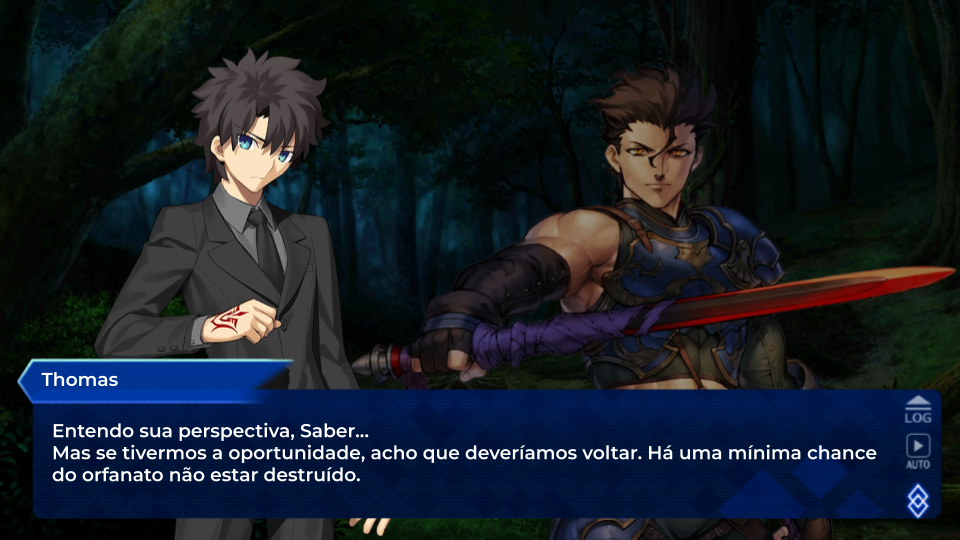 Thomas
Entendo sua perspectiva, Saber...
Mas se tivermos a oportunidade, acho que deveríamos voltar. Há uma mínima chance
do orfanato não estar destruído.
LOG
AUTO